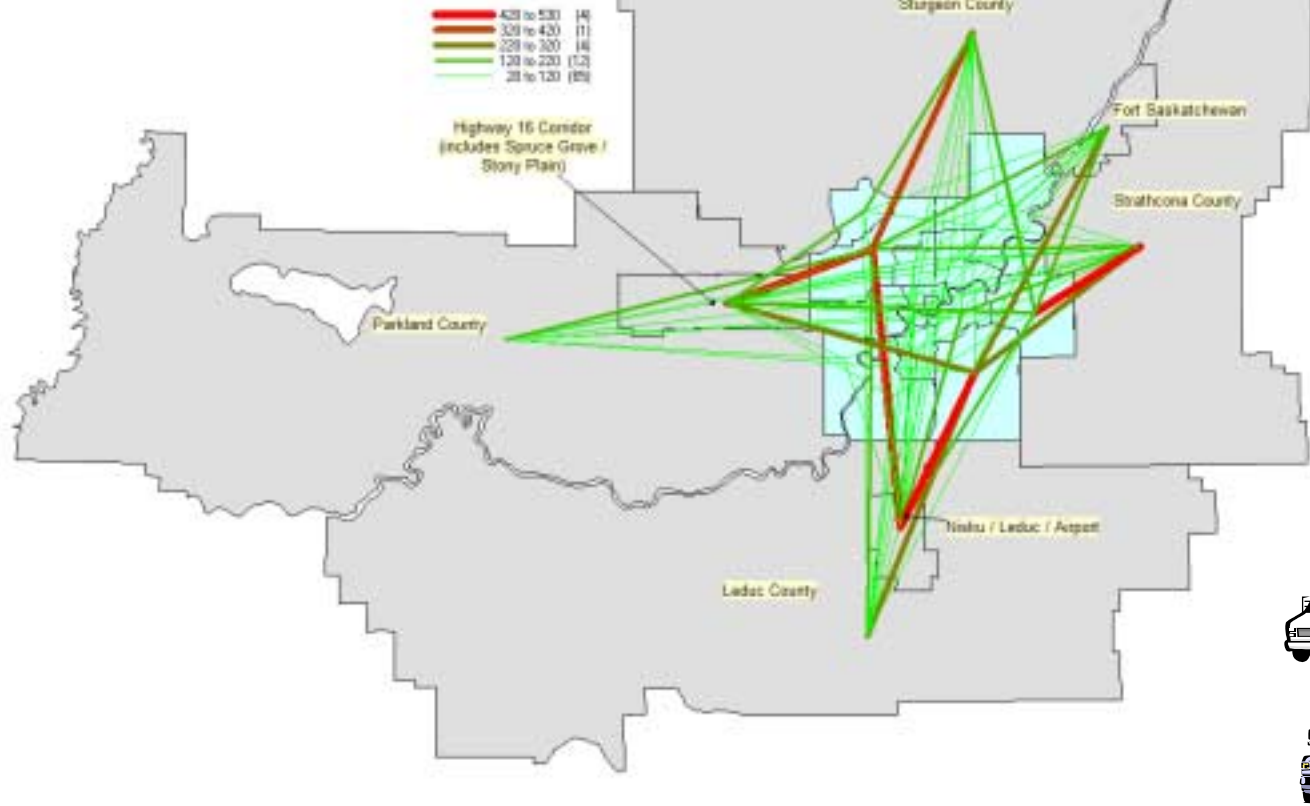 Sturgeon County
420 to 530 (4)
320 to 420 (1)
220 to 320 (4)
120 to 220 (12)
20 to 120 (85)
Fort Saskatchewan
Highway 16 Corridor
(includes Spruce Grove /
Stony Plain)
Strathcona County
Parkland County
Nisku / Leduc / Airport
Leduc County